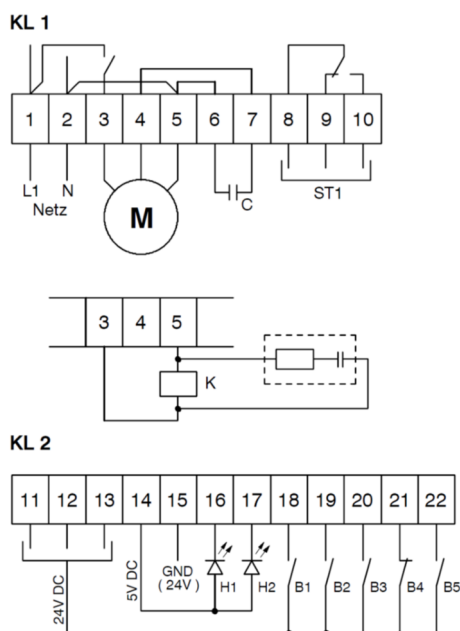 KL 1
1 2 3 4 5 6 7 8 9 10
L1 N
Netz
M
C
ST1
3 4 5
K
KL 2
11 12 13 14 15 16 17 18 19 20 21 22
24V DC
5V DC
GND
( 24V )
H1 H2 B1 B2 B3 B4 B5